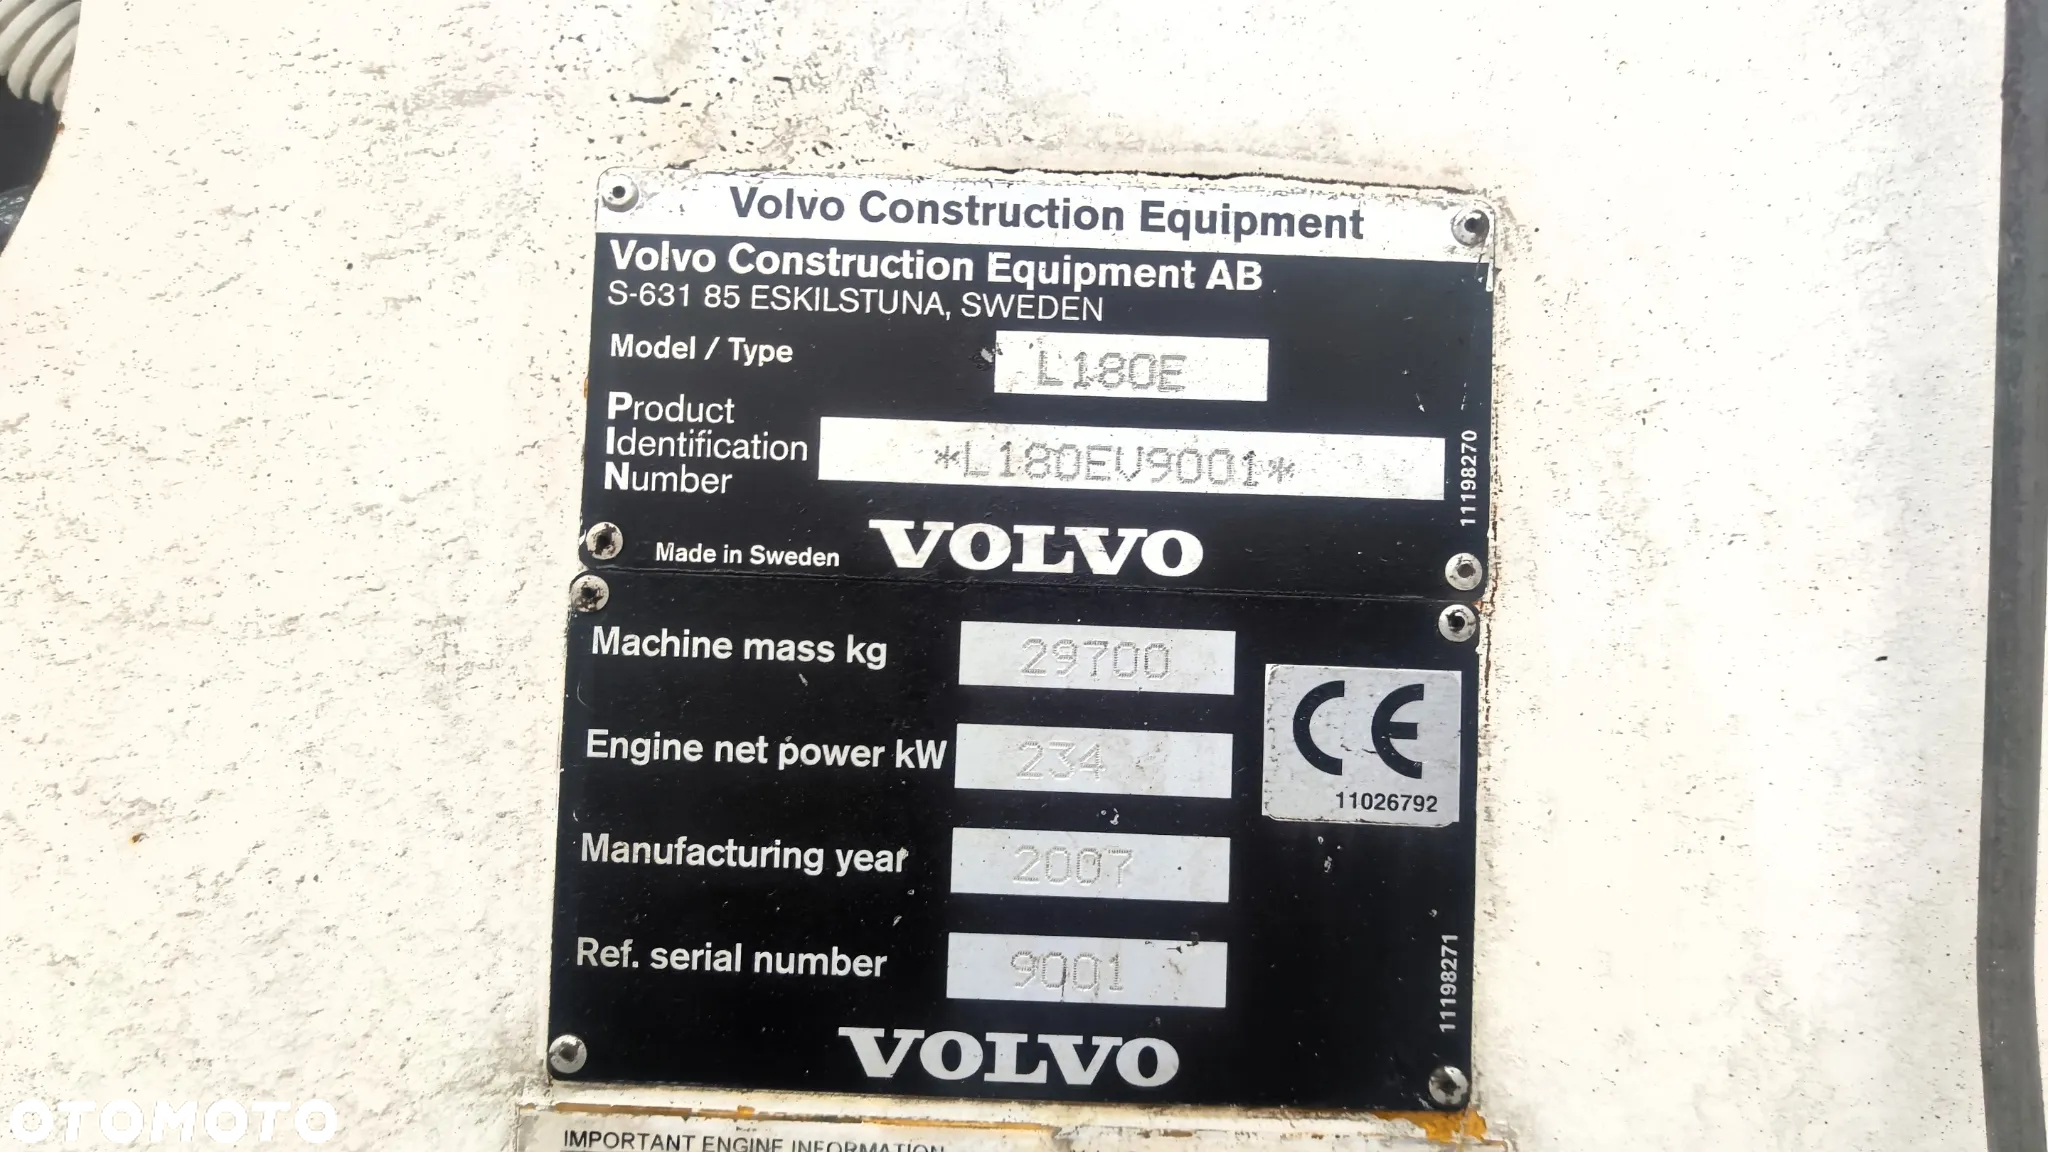 Volvo Construction Equipment
Volvo Construction Equipment AB
S-631 85 ESKILSTUNA, SWEDEN
Model / Type L180E
Product
Identification *L180EV9001*
Number
11198270
Made in Sweden VOLVO
Machine mass kg 29700
Engine net power kW 234
CE
11026792
Manufacturing year 2007
Ref. serial number 9001
11198271
VOLVO
OTOMOTO
IMPORTANT ENGINE INFORMATION